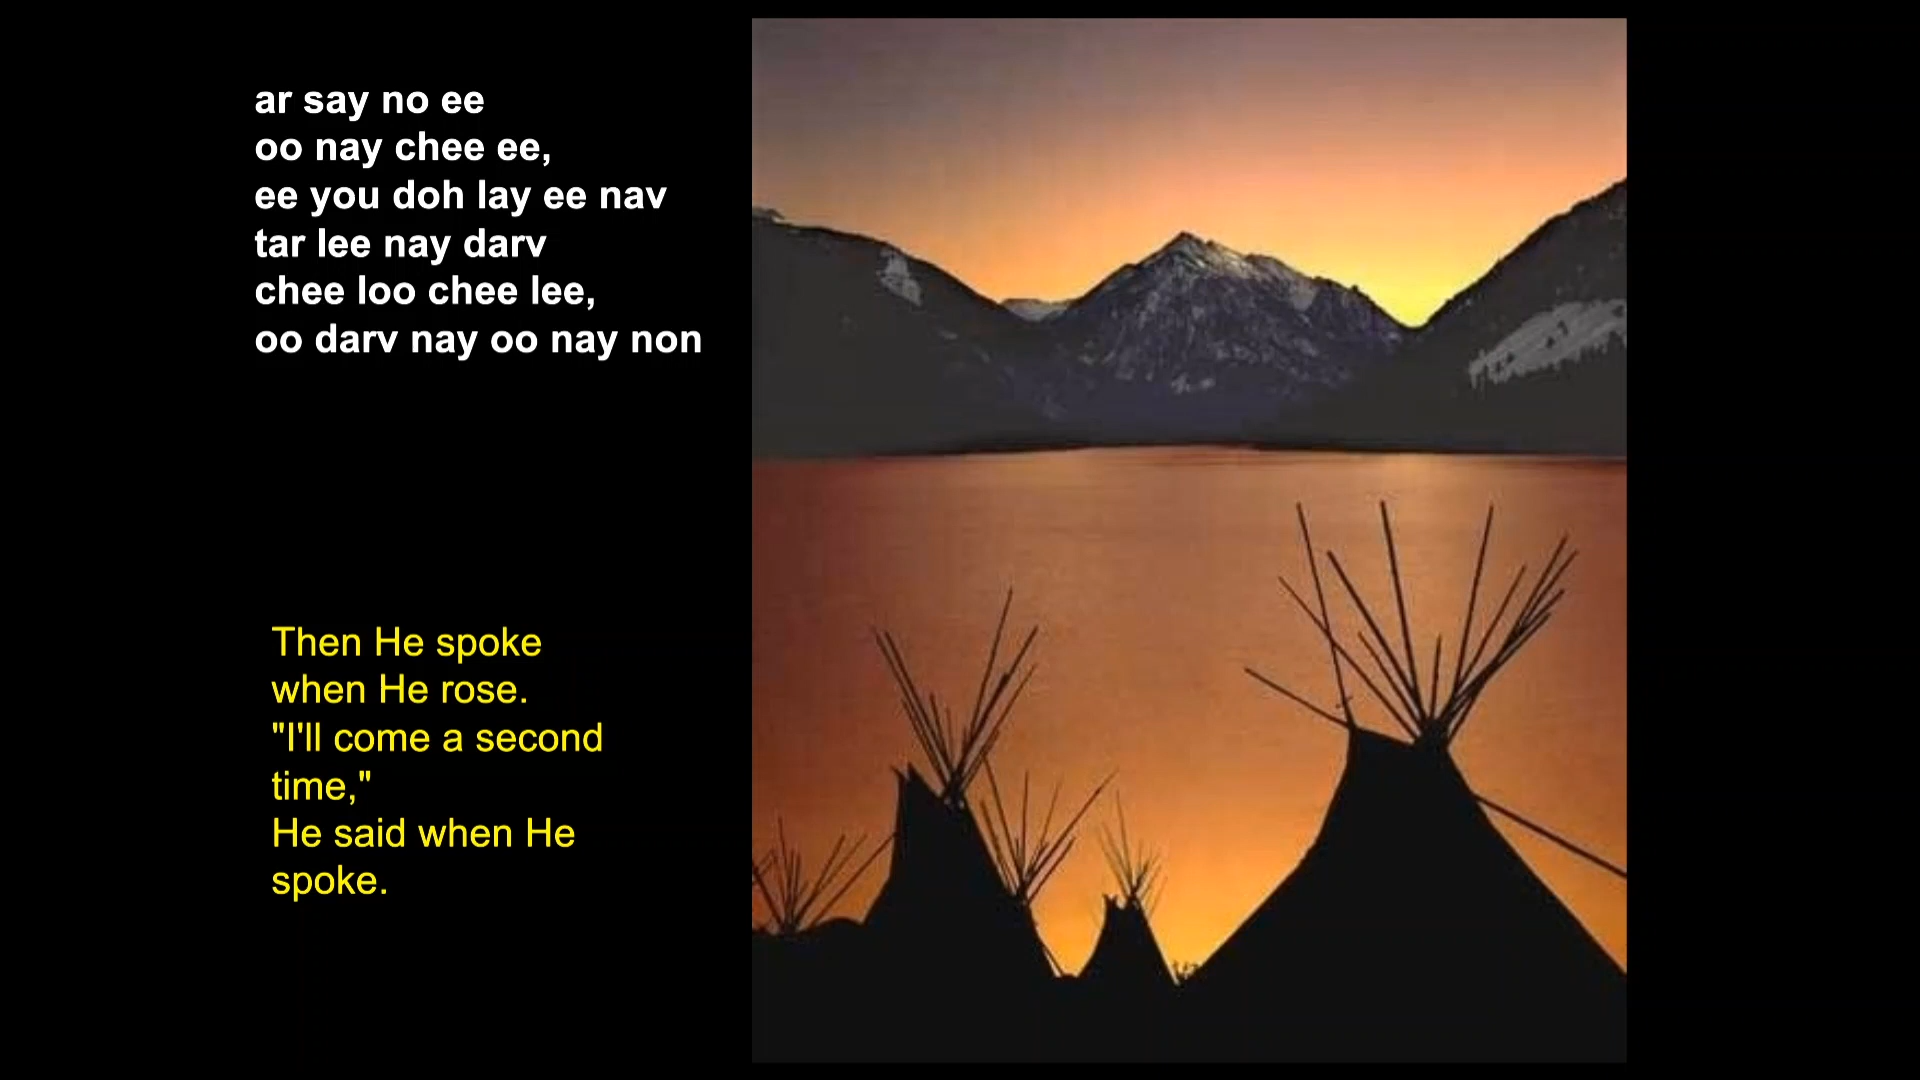 ar say no ee
oo nay chee ee,
ee you doh lay ee nav
tar lee nay darv
chee loo chee lee,
oo darv nay oo nay non
Then He spoke
when He rose.
"I'll come a second
time,"
He said when He
spoke.